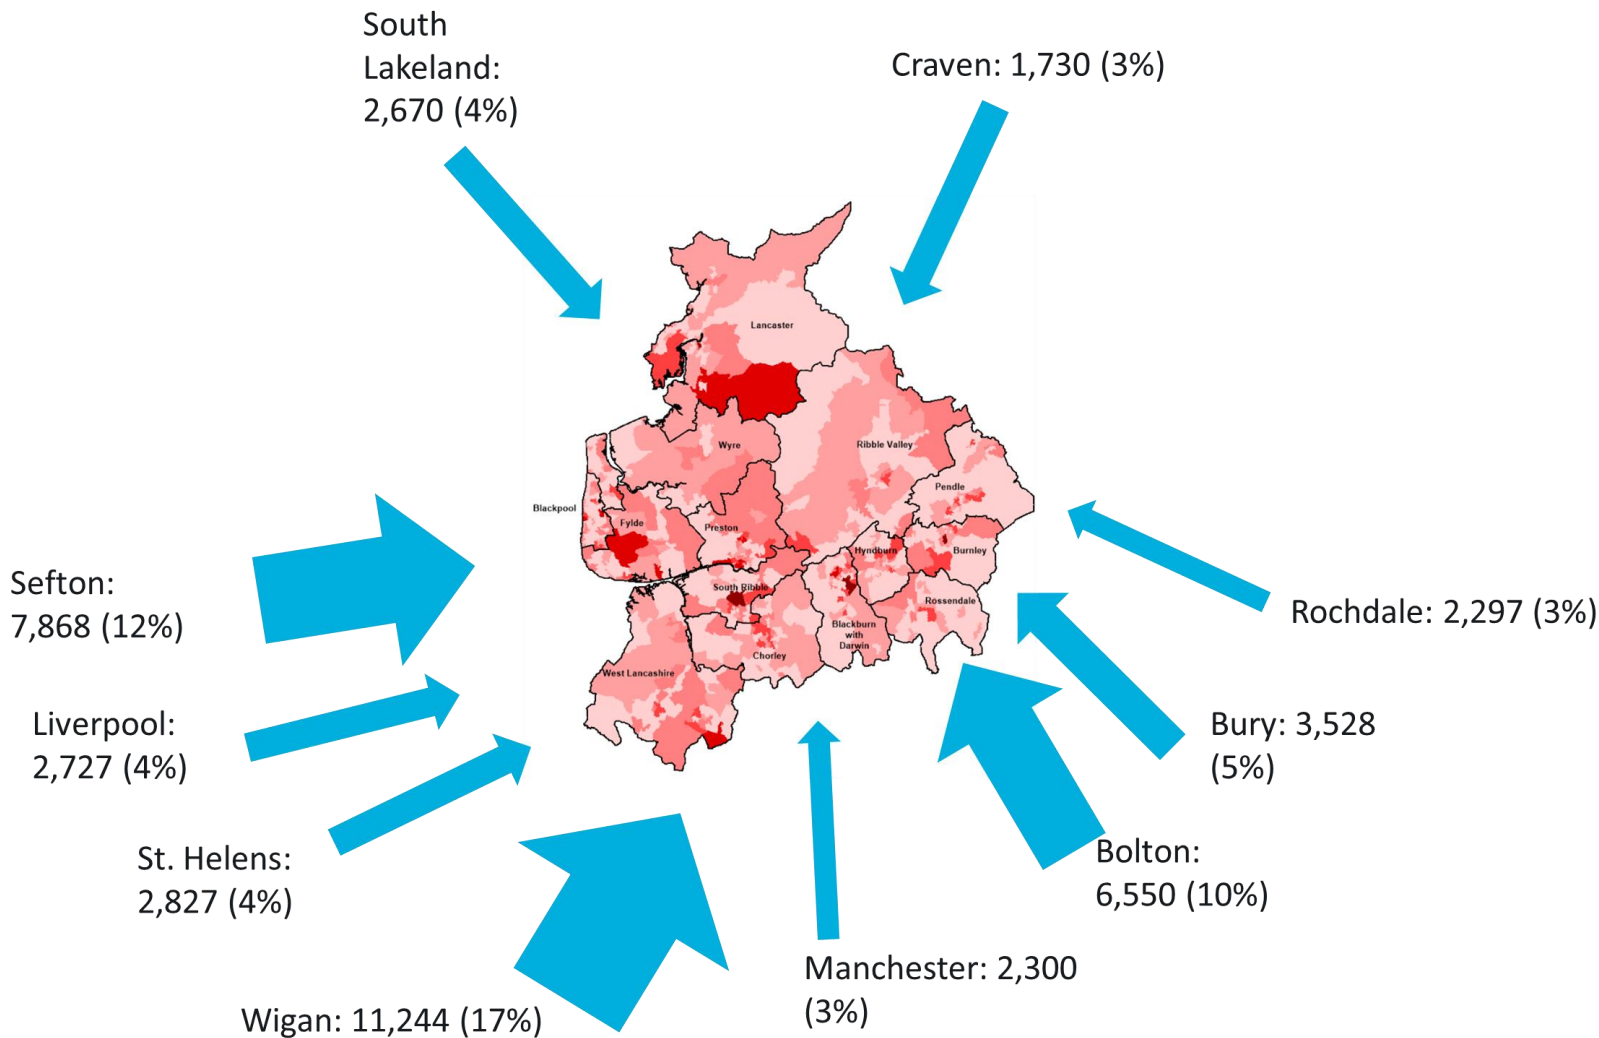 South
Lakeland:
2,670 (4%)
Craven: 1,730 (3%)
Lancaster
Wyre
Ribble Valley
Pendle
Blackpool
Fylde
Preston
Hyndburn
Burnley
South Ribble
Rossendale
Blackburn
with
Darwin
Chorley
West Lancashire
Sefton:
7,868 (12%)
Rochdale: 2,297 (3%)
Liverpool:
2,727 (4%)
Bury: 3,528
(5%)
St. Helens:
2,827 (4%)
Bolton:
6,550 (10%)
Manchester: 2,300
(3%)
Wigan: 11,244 (17%)